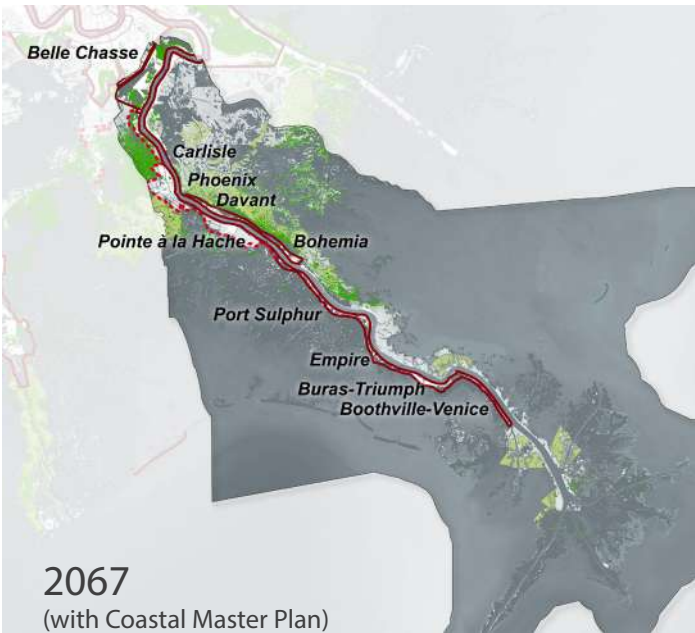 Belle Chasse
Carlisle
Phoenix
Davant
Pointe à la Hache
Bohemia
Port Sulphur
Empire
Buras-Triumph
Boothville-Venice
2067
(with Coastal Master Plan)